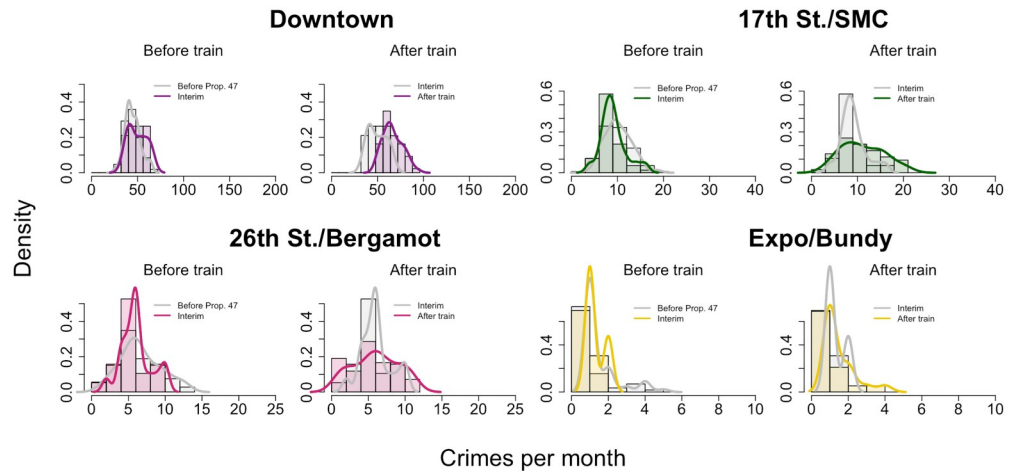 Downtown
17th St./SMC
Before train
After train
Before train
After train
Before Prop. 47
Interim
Interim
After train
Before Prop. 47
Interim
Interim
After train
0.0 0.2 0.4
0.0 0.2 0.4
0.0 0.3 0.6
0.0 0.3 0.6
0 50 100 150 200
0 50 100 150 200
0 10 20 30 40
0 10 20 30 40
Density
26th St./Bergamot
Expo/Bundy
Before train
After train
Before train
After train
Before Prop. 47
Interim
Interim
After train
Before Prop. 47
Interim
Interim
After train
0.0 0.2 0.4
0.0 0.2 0.4
0.0 0.4
0.0 0.4
0 5 10 15 20 25
0 5 10 15 20 25
0 2 4 6 8 10
0 2 4 6 8 10
Crimes per month